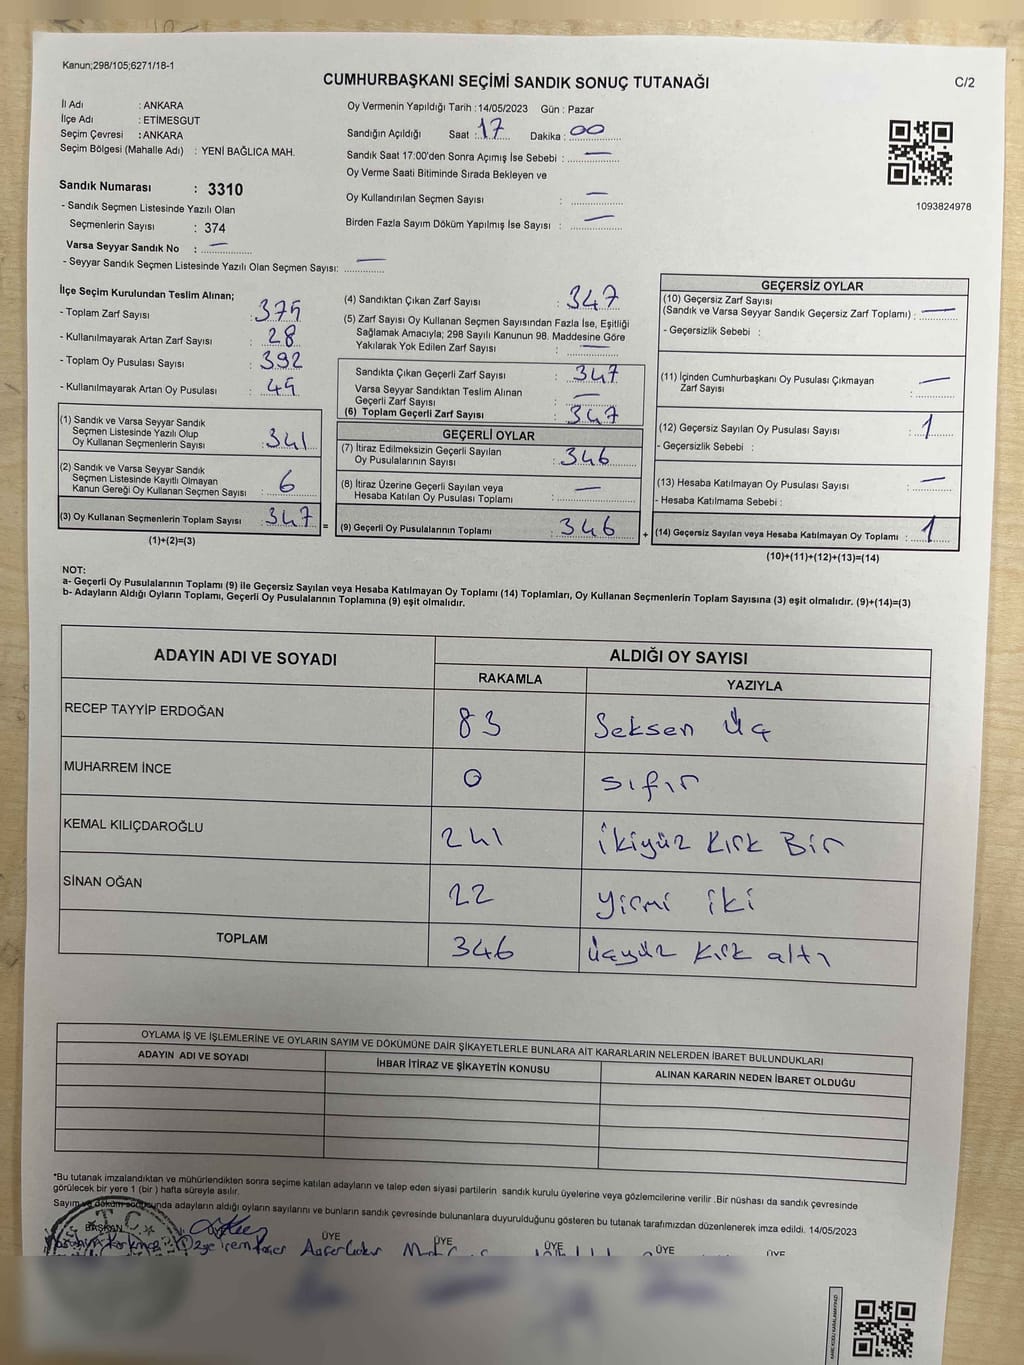 Kanun;298/105;6271/18-1
CUMHURBAŞKANI SEÇİMİ SANDIK SONUÇ TUTANAĞI
C/2
İl Adı : ANKARA
İlçe Adı : ETİMESGUT
Seçim Çevresi : ANKARA
Seçim Bölgesi (Mahalle Adı) : YENİ BAĞLICA MAH.
Sandık Numarası : 3310
- Sandık Seçmen Listesinde Yazılı Olan
Seçmenlerin Sayısı : 374
Varsa Seyyar Sandık No : —
- Seyyar Sandık Seçmen Listesinde Yazılı Olan Seçmen Sayısı: —
Oy Vermenin Yapıldığı Tarih : 14/05/2023 Gün : Pazar
Sandığın Açıldığı Saat : 17 Dakika : 00
Sandık Saat 17:00'den Sonra Açımış İse Sebebi : —
Oy Verme Saati Bitiminde Sırada Bekleyen ve
Oy Kullandırılan Seçmen Sayısı : —
Birden Fazla Sayım Döküm Yapılmış İse Sayısı : —
1093824978
İlçe Seçim Kurulundan Teslim Alınan;
- Toplam Zarf Sayısı : 375
- Kullanılmayarak Artan Zarf Sayısı : 28
- Toplam Oy Pusulası Sayısı : 392
- Kullanılmayarak Artan Oy Pusulası : 45
(1) Sandık ve Varsa Seyyar Sandık
Seçmen Listesinde Yazılı Olup
Oy Kullanan Seçmenlerin Sayısı : 341
(2) Sandık ve Varsa Seyyar Sandık
Seçmen Listesinde Kayıtlı Olmayan
Kanun Gereği Oy Kullanan Seçmen Sayısı : 6
(3) Oy Kullanan Seçmenlerin Toplam Sayısı : 347 =
(1)+(2)=(3)
(4) Sandıktan Çıkan Zarf Sayısı : 347
(5) Zarf Sayısı Oy Kullanan Seçmen Sayısından Fazla İse, Eşitliği
Sağlamak Amacıyla; 298 Sayılı Kanunun 98. Maddesine Göre
Yakılarak Yok Edilen Zarf Sayısı : —
Sandıkta Çıkan Geçerli Zarf Sayısı : 347
Varsa Seyyar Sandıktan Teslim Alınan
Geçerli Zarf Sayısı : —
(6) Toplam Geçerli Zarf Sayısı : 347
GEÇERLİ OYLAR
(7) İtiraz Edilmeksizin Geçerli Sayılan
Oy Pusulalarının Sayısı : 346
(8) İtiraz Üzerine Geçerli Sayılan veya
Hesaba Katılan Oy Pusulası Toplamı : —
(9) Geçerli Oy Pusulalarının Toplamı : 346 +
GEÇERSİZ OYLAR
(10) Geçersiz Zarf Sayısı
(Sandık ve Varsa Seyyar Sandık Geçersiz Zarf Toplamı) : —
- Geçersizlik Sebebi :
(11) İçinden Cumhurbaşkanı Oy Pusulası Çıkmayan
Zarf Sayısı : —
(12) Geçersiz Sayılan Oy Pusulası Sayısı : 1
- Geçersizlik Sebebi :
(13) Hesaba Katılmayan Oy Pusulası Sayısı : —
- Hesaba Katılmama Sebebi :
(14) Geçersiz Sayılan veya Hesaba Katılmayan Oy Toplamı : 1
(10)+(11)+(12)+(13)=(14)
NOT:
a- Geçerli Oy Pusulalarının Toplamı (9) ile Geçersiz Sayılan veya Hesaba Katılmayan Oy Toplamı (14) Toplamları, Oy Kullanan Seçmenlerin Toplam Sayısına (3) eşit olmalıdır. (9)+(14)=(3)
b- Adayların Aldığı Oyların Toplamı, Geçerli Oy Pusulalarının Toplamına (9) eşit olmalıdır.
ADAYIN ADI VE SOYADI
ALDIĞI OY SAYISI
RAKAMLA YAZIYLA
RECEP TAYYİP ERDOĞAN 83 Seksen Üç
MUHARREM İNCE 0 sıfır
KEMAL KILIÇDAROĞLU 241 ikiyüz Kırk Bir
SİNAN OĞAN 22 yirmi iki
TOPLAM 346 üçyüz Kırk altı
OYLAMA İŞ VE İŞLEMLERİNE VE OYLARIN SAYIM VE DÖKÜMÜNE DAİR ŞİKAYETLERLE BUNLARA AİT KARARLARIN NELERDEN İBARET BULUNDUKLARI
ADAYIN ADI VE SOYADI İHBAR İTİRAZ VE ŞİKAYETİN KONUSU ALINAN KARARIN NEDEN İBARET OLDUĞU
*Bu tutanak imzalandıktan ve mühürlendikten sonra seçime katılan adayların ve talep eden siyasi partilerin sandık kurulu üyelerine veya gözlemcilerine verilir .Bir nüshası da sandık çevresinde
görülecek bir yere 1 (bir ) hafta süreyle asılır.
Sayım ve döküm sonunda adayların aldığı oyların sayılarını ve bunların sandık çevresinde bulunanlara duyurulduğunu gösteren bu tutanak tarafımızdan düzenlenerek imza edildi. 14/05/2023
T.C.
BAŞKAN ÜYE ÜYE ÜYE ÜYE ÜYE